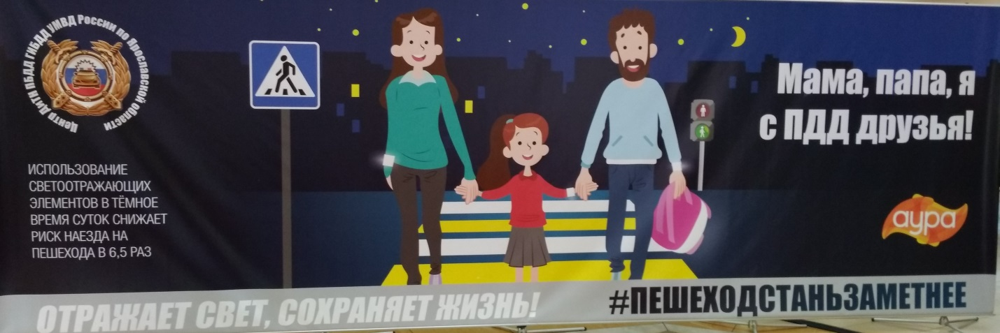 Центр ДИТН ПБДД ГИБДД УМВД России по Ярославской области
ИСПОЛЬЗОВАНИЕ
СВЕТООТРАЖАЮЩИХ
ЭЛЕМЕНТОВ В ТЁМНОЕ
ВРЕМЯ СУТОК СНИЖАЕТ
РИСК НАЕЗДА НА
ПЕШЕХОДА В 6,5 РАЗ
Мама, папа, я
с ПДД друзья!
аура
ОТРАЖАЕТ СВЕТ, СОХРАНЯЕТ ЖИЗНЬ!
#ПЕШЕХОДСТАНЬЗАМЕТНЕЕ